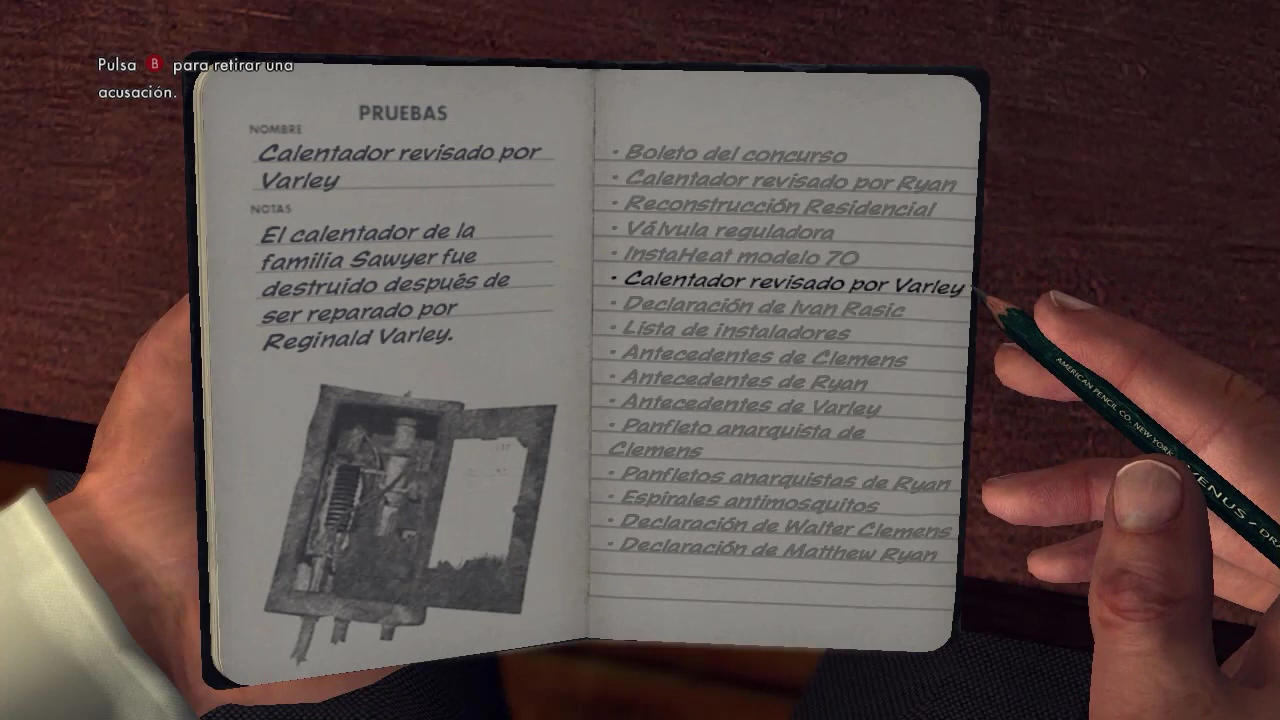 Pulsa B para retirar una
acusación.
PRUEBAS
NOMBRE
Calentador revisado por
Varley
NOTAS
El calentador de la
familia Sawyer fue
destruido después de
ser reparado por
Reginald Varley.
· Boleto del concurso
· Calentador revisado por Ryan
· Reconstrucción Residencial
· Válvula reguladora
· InstaHeat modelo 70
· Calentador revisado por Varley
· Declaración de Ivan Rasic
· Lista de instaladores
· Antecedentes de Clemens
· Antecedentes de Ryan
· Antecedentes de Varley
· Panfleto anarquista de
Clemens
· Panfletos anarquistas de Ryan
· Espirales antimosquitos
· Declaración de Walter Clemens
· Declaración de Matthew Ryan
AMERICAN PENCIL CO. NEW YORK
VENUS / DRA